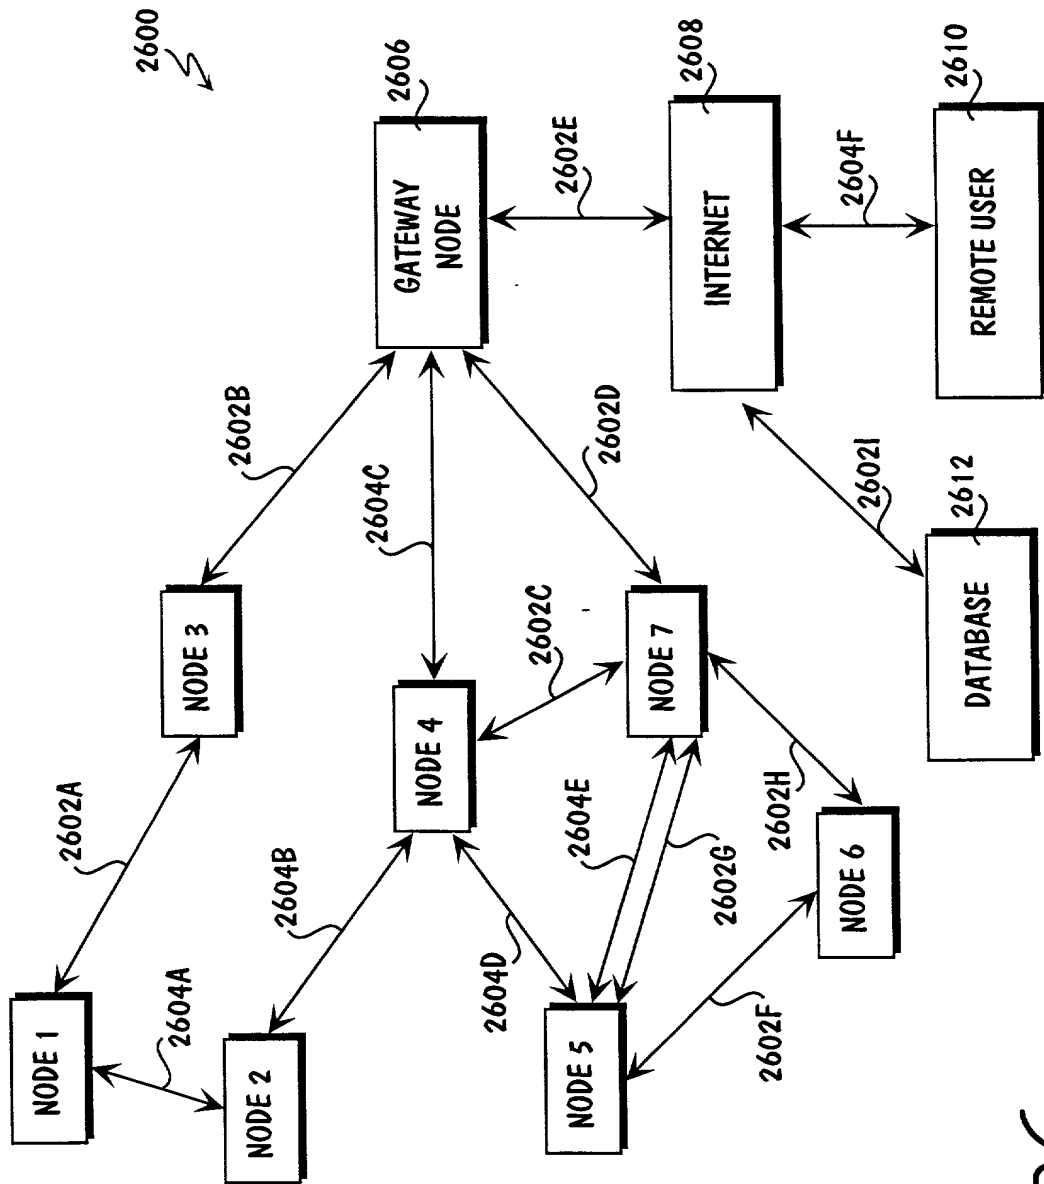 2600
NODE 1
2602A
NODE 3
2602B
GATEWAY
NODE
2606
2604A
NODE 2
2604B
NODE 4
2604C
2602E
2604D
2602C
2602D
INTERNET
2608
NODE 5
2604E
2602G
NODE 7
2602F
2602H
NODE 6
2602I
2604F
DATABASE
2612
REMOTE USER
2610